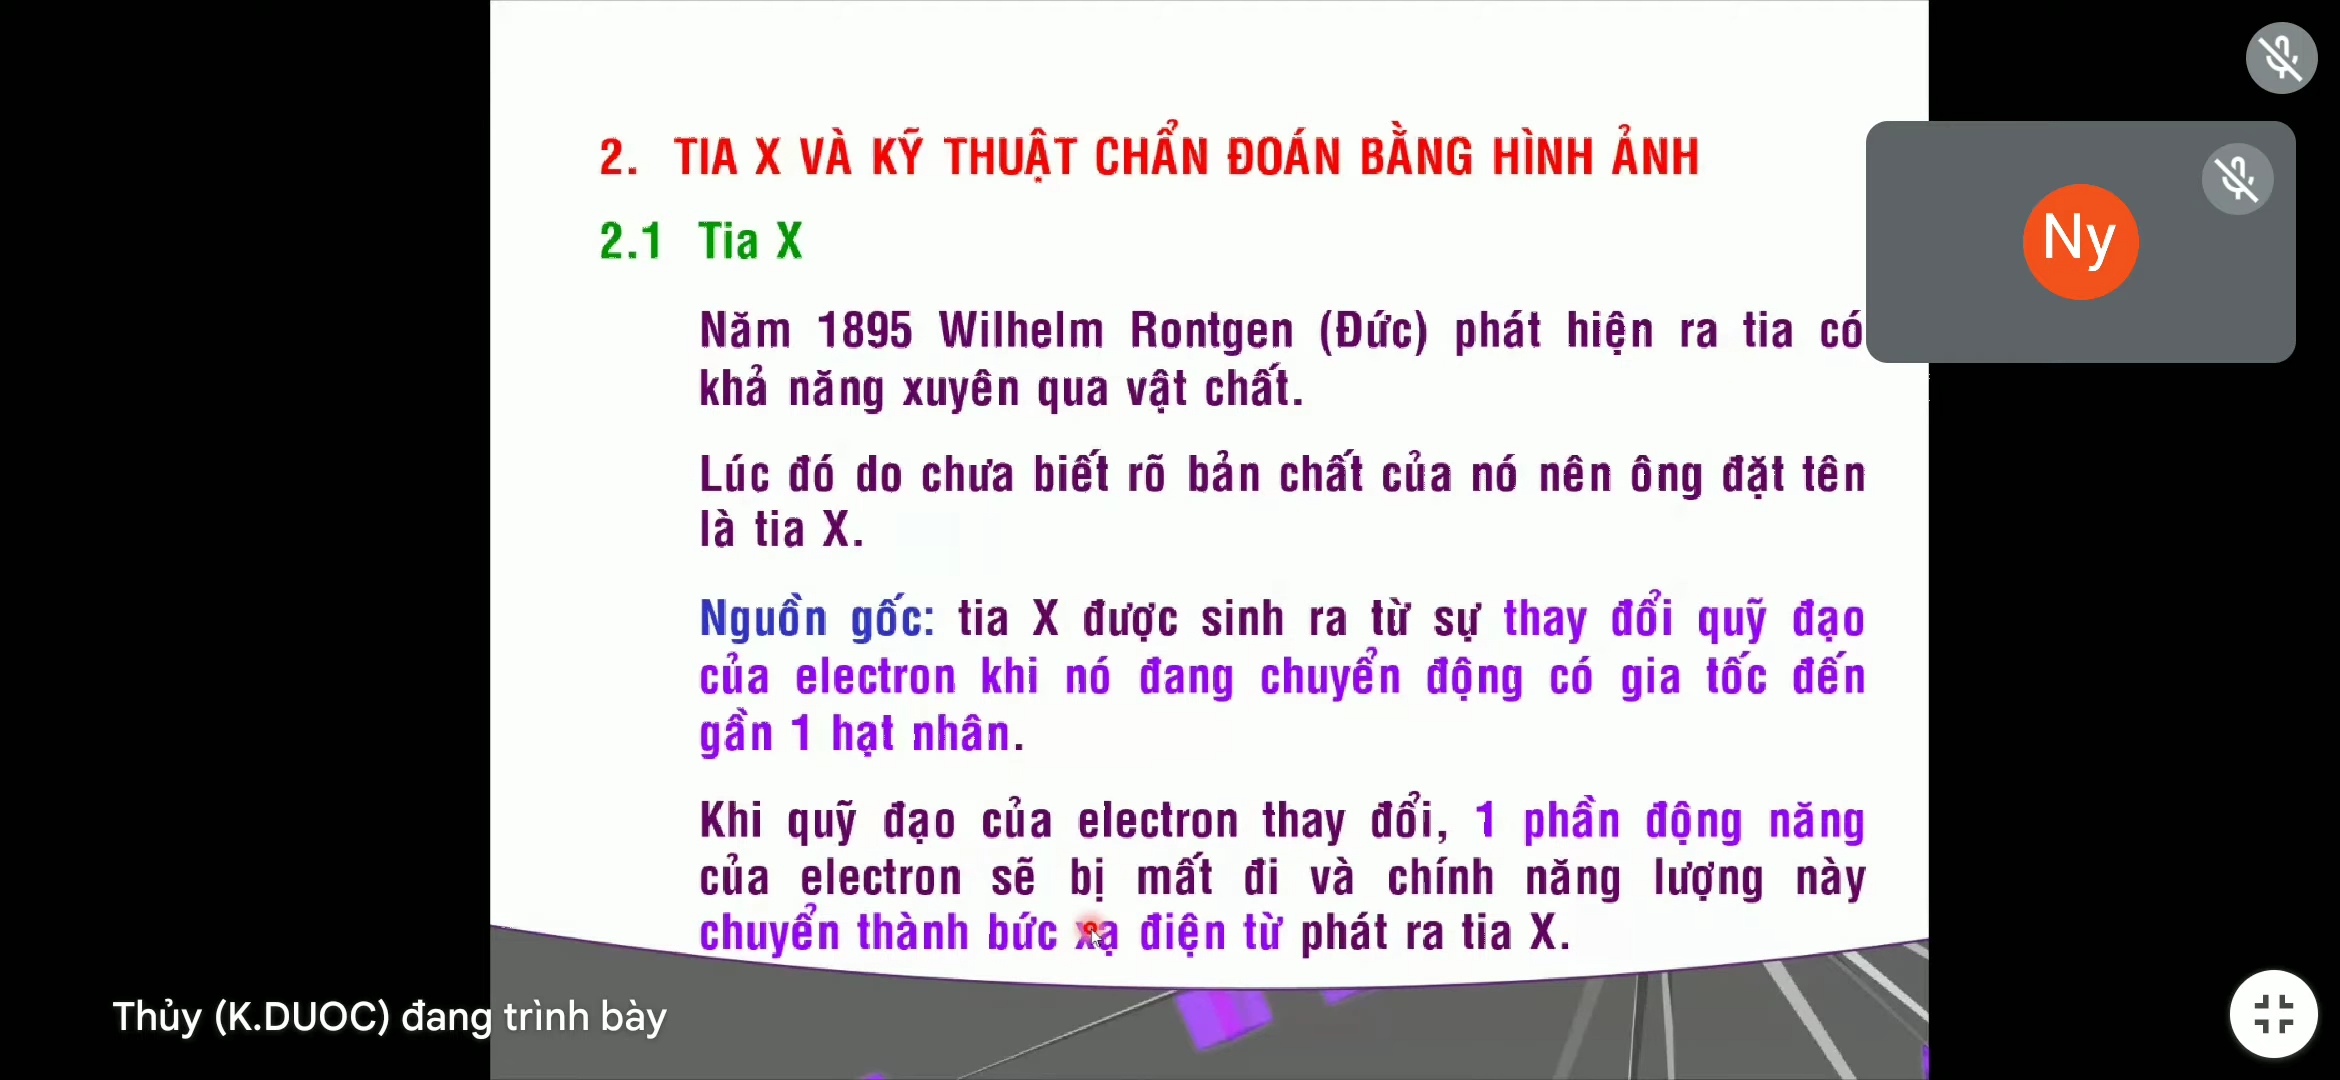 2. TIA X VÀ KỸ THUẬT CHẨN ĐOÁN BẰNG HÌNH ẢNH
2.1 Tia X
Năm 1895 Wilhelm Rontgen (Đức) phát hiện ra tia có
khả năng xuyên qua vật chất.
Lúc đó do chưa biết rõ bản chất của nó nên ông đặt tên
là tia X.
Nguồn gốc: tia X được sinh ra từ sự thay đổi quỹ đạo
của electron khi nó đang chuyển động có gia tốc đến
gần 1 hạt nhân.
Khi quỹ đạo của electron thay đổi, 1 phần động năng
của electron sẽ bị mất đi và chính năng lượng này
chuyển thành bức xạ điện từ phát ra tia X.
Ny
Thủy (K.DUOC) đang trình bày